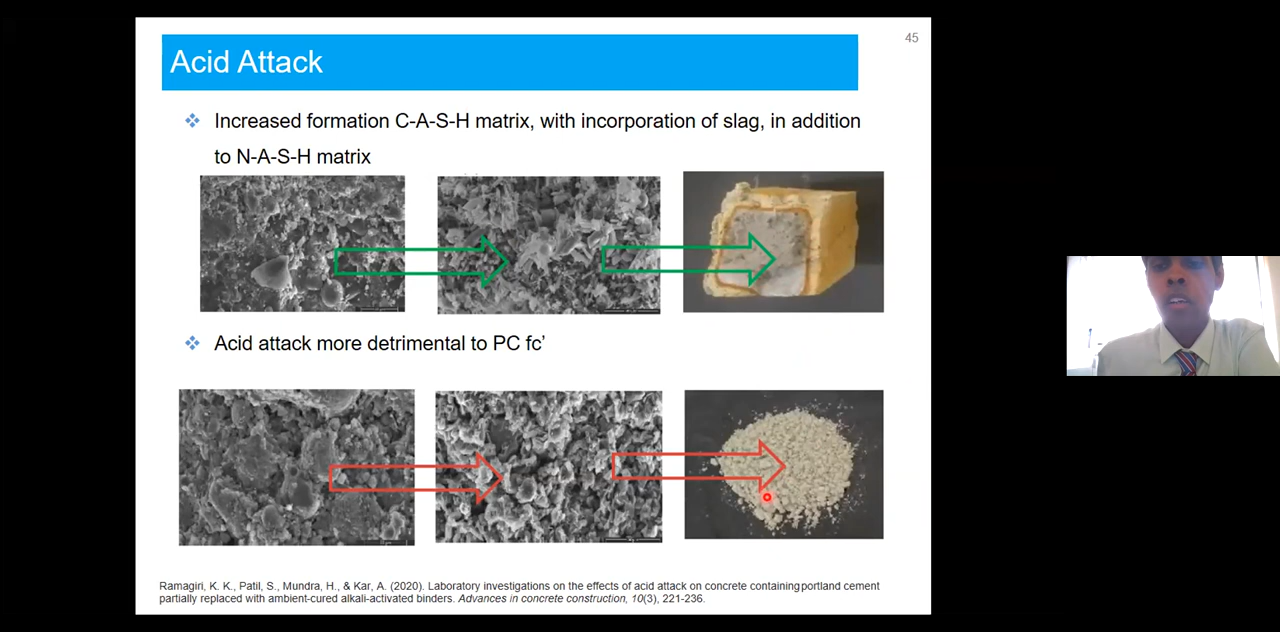 45
Acid Attack
Increased formation C-A-S-H matrix, with incorporation of slag, in addition
to N-A-S-H matrix
Acid attack more detrimental to PC fc’
Ramagiri, K. K., Patil, S., Mundra, H., & Kar, A. (2020). Laboratory investigations on the effects of acid attack on concrete containing portland cement
partially replaced with ambient-cured alkali-activated binders. Advances in concrete construction, 10(3), 221-236.